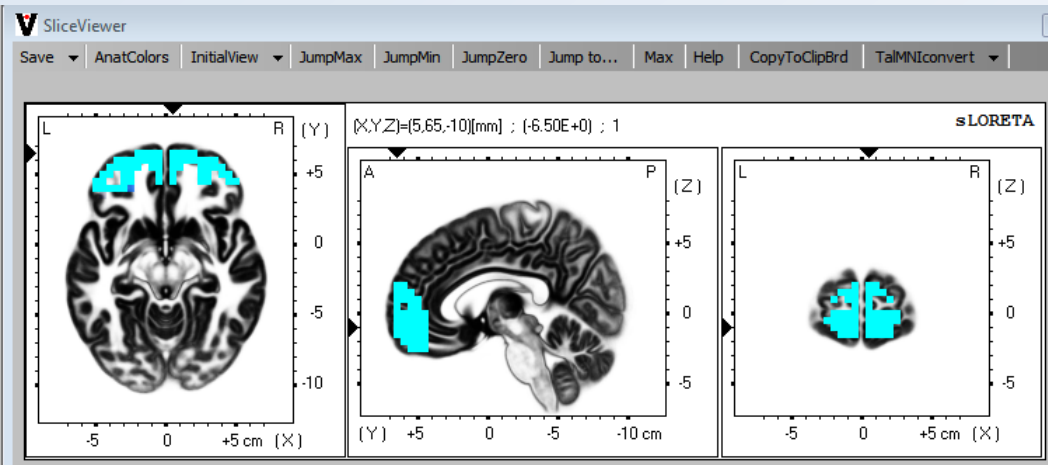 SliceViewer
Save AnatColors InitialView JumpMax JumpMin JumpZero Jump to... Max Help CopyToClipBrd TalMNIconvert
L R (Y)
+5
0
-5
-10
-5 0 +5 cm (X)
(X,Y,Z)=(5,65,-10)[mm] ; (-6.50E+0) ; 1
sLORETA
A P (Z)
+5
0
-5
(Y) +5 0 -5 -10 cm
L R (Z)
+5
0
-5
-5 0 +5 cm (X)